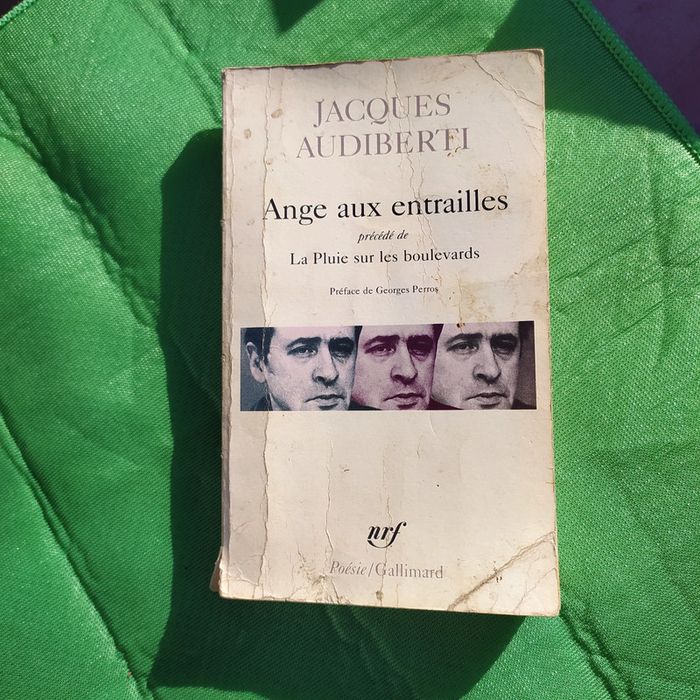 JACQUES
AUDIBERTI
Ange aux entrailles
précédé de
La Pluie sur les boulevards
Préface de Georges Perros
nrf
Poésie/Gallimard